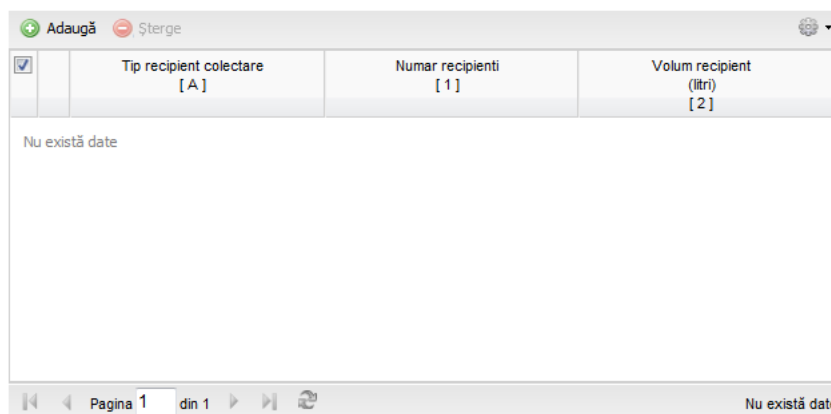 Adaugă Șterge
Tip recipient colectare Numar recipienti Volum recipient
[ A ] [ 1 ] (litri)
[ 2 ]
Nu există date
Pagina 1 din 1 Nu există date